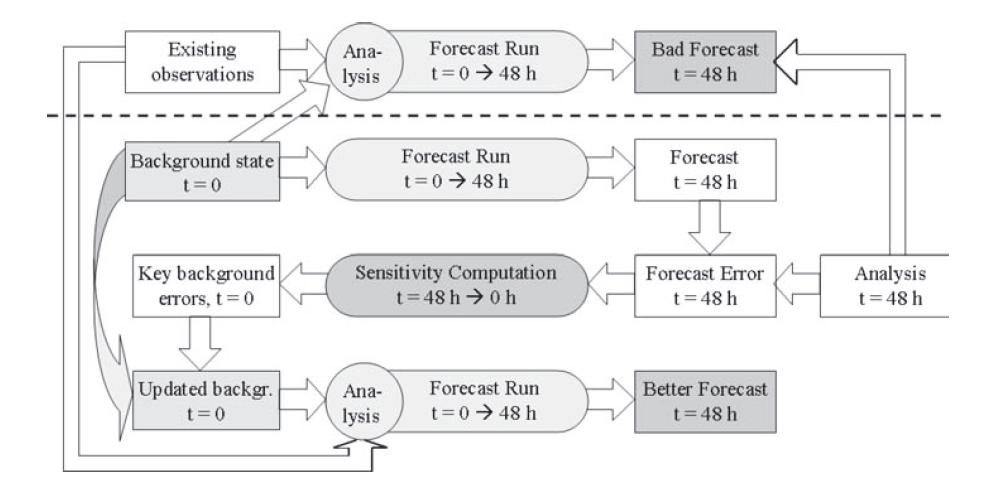 Existing
observations
Ana-
lysis
Forecast Run
t = 0 → 48 h
Bad Forecast
t = 48 h
Background state
t = 0
Forecast Run
t = 0 → 48 h
Forecast
t = 48 h
Key background
errors, t = 0
Sensitivity Computation
t = 48 h → 0 h
Forecast Error
t = 48 h
Analysis
t = 48 h
Updated backgr.
t = 0
Ana-
lysis
Forecast Run
t = 0 → 48 h
Better Forecast
t = 48 h